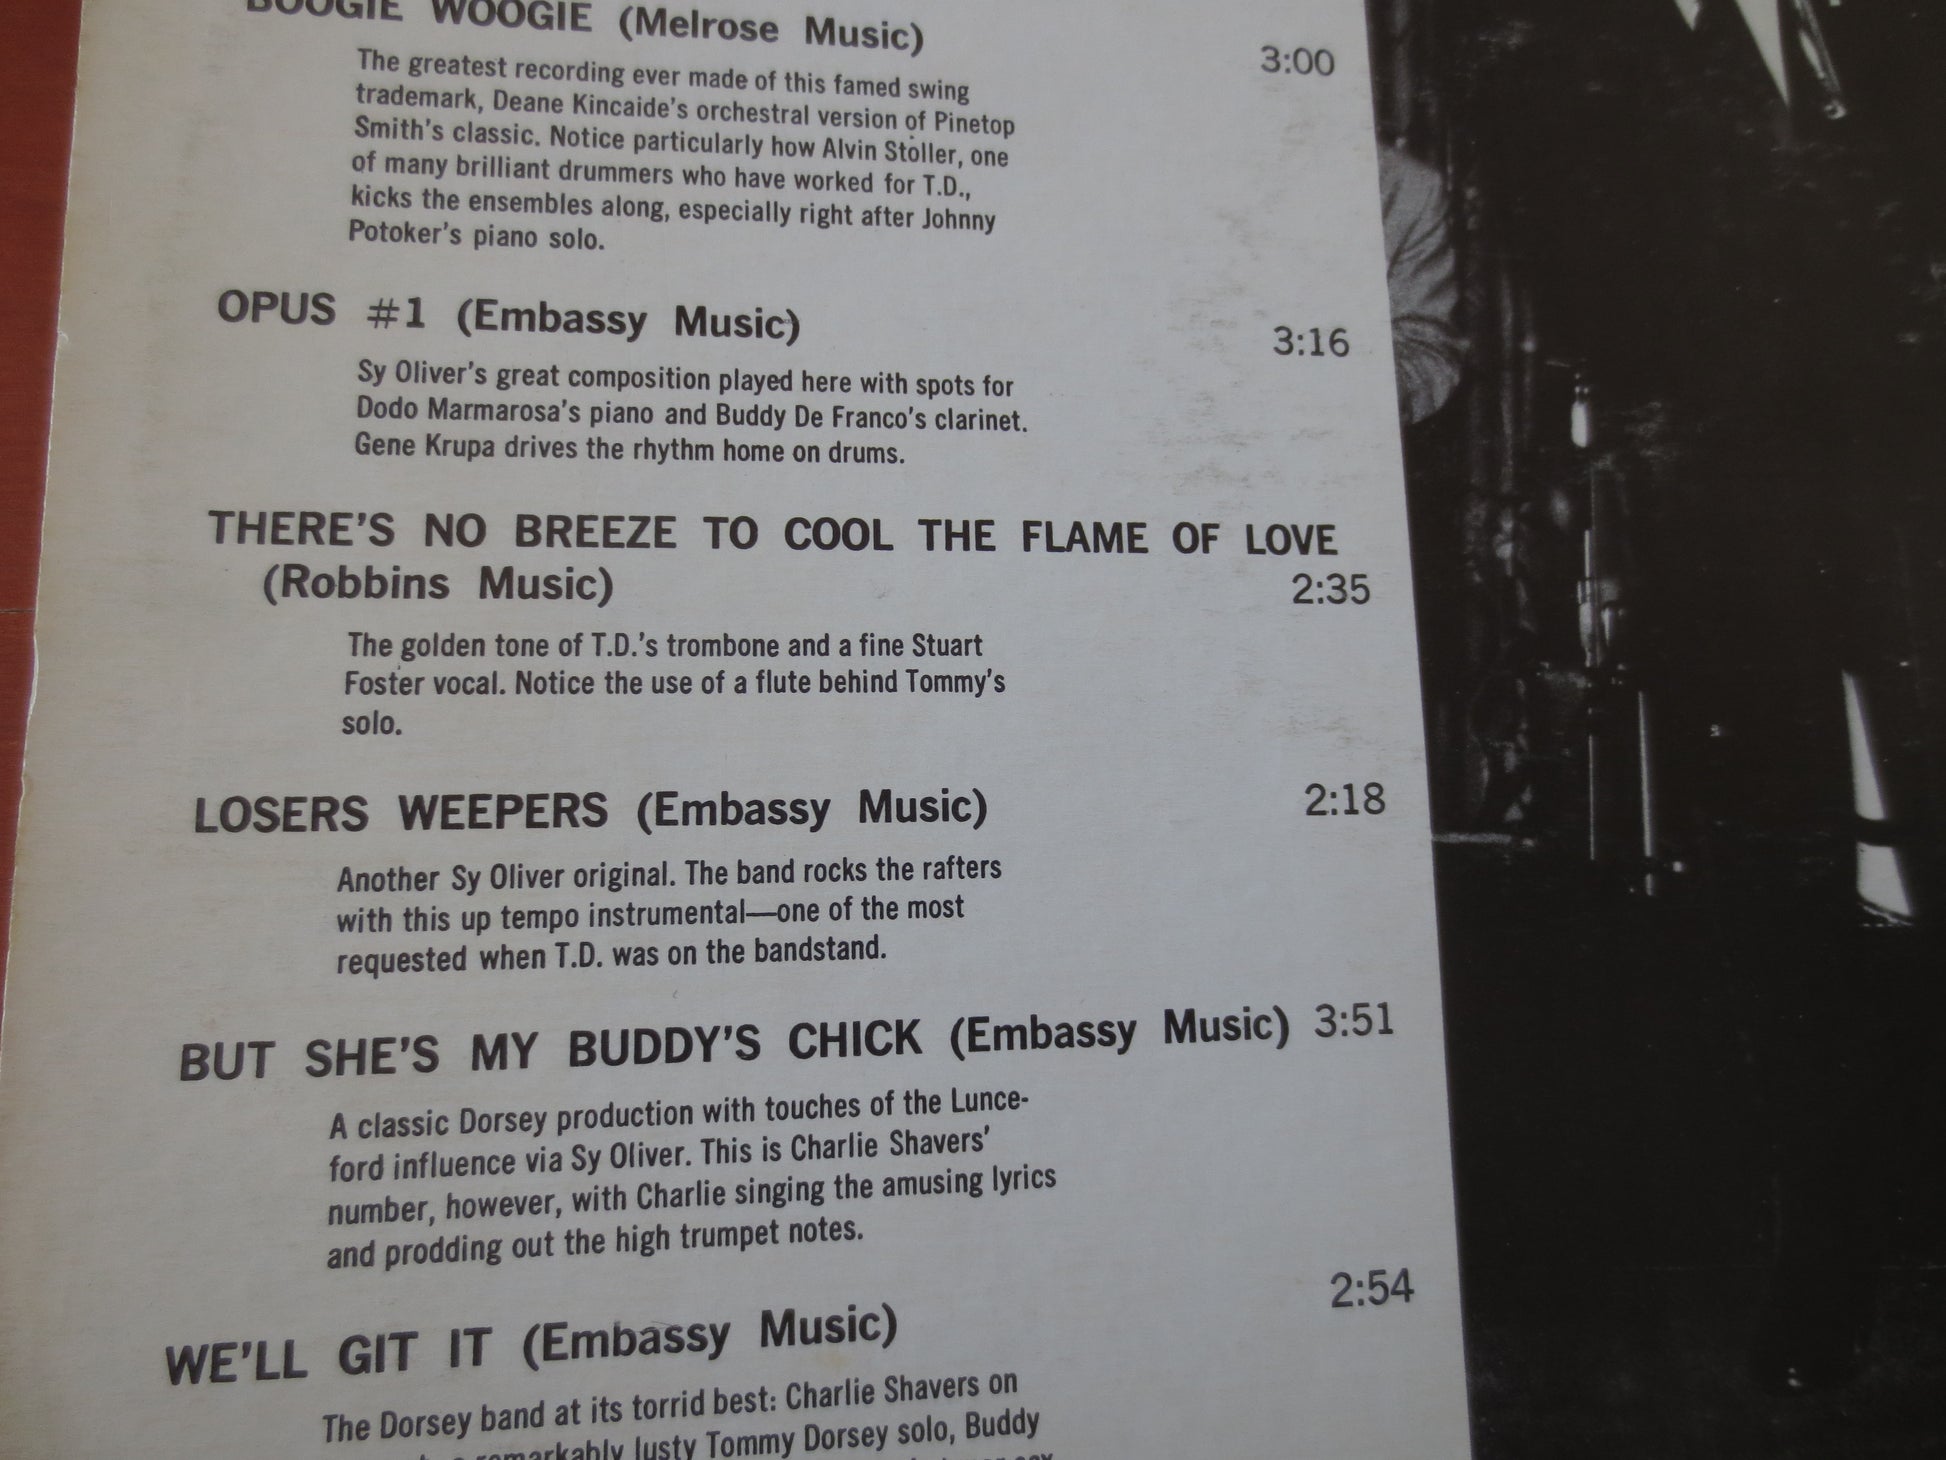 BOOGIE WOOGIE (Melrose Music) 3:00
The greatest recording ever made of this famed swing
trademark, Deane Kincaide's orchestral version of Pinetop
Smith's classic. Notice particularly how Alvin Stoller, one
of many brilliant drummers who have worked for T.D.,
kicks the ensembles along, especially right after Johnny
Potoker's piano solo.
OPUS #1 (Embassy Music) 3:16
Sy Oliver's great composition played here with spots for
Dodo Marmarosa's piano and Buddy De Franco's clarinet.
Gene Krupa drives the rhythm home on drums.
THERE'S NO BREEZE TO COOL THE FLAME OF LOVE
(Robbins Music) 2:35
The golden tone of T.D.'s trombone and a fine Stuart
Foster vocal. Notice the use of a flute behind Tommy's
solo.
LOSERS WEEPERS (Embassy Music) 2:18
Another Sy Oliver original. The band rocks the rafters
with this up tempo instrumental—one of the most
requested when T.D. was on the bandstand.
BUT SHE'S MY BUDDY'S CHICK (Embassy Music) 3:51
A classic Dorsey production with touches of the Lunce-
ford influence via Sy Oliver. This is Charlie Shavers'
number, however, with Charlie singing the amusing lyrics
and prodding out the high trumpet notes.
WE'LL GIT IT (Embassy Music) 2:54
The Dorsey band at its torrid best: Charlie Shavers on
remarkably lusty Tommy Dorsey solo, Buddy